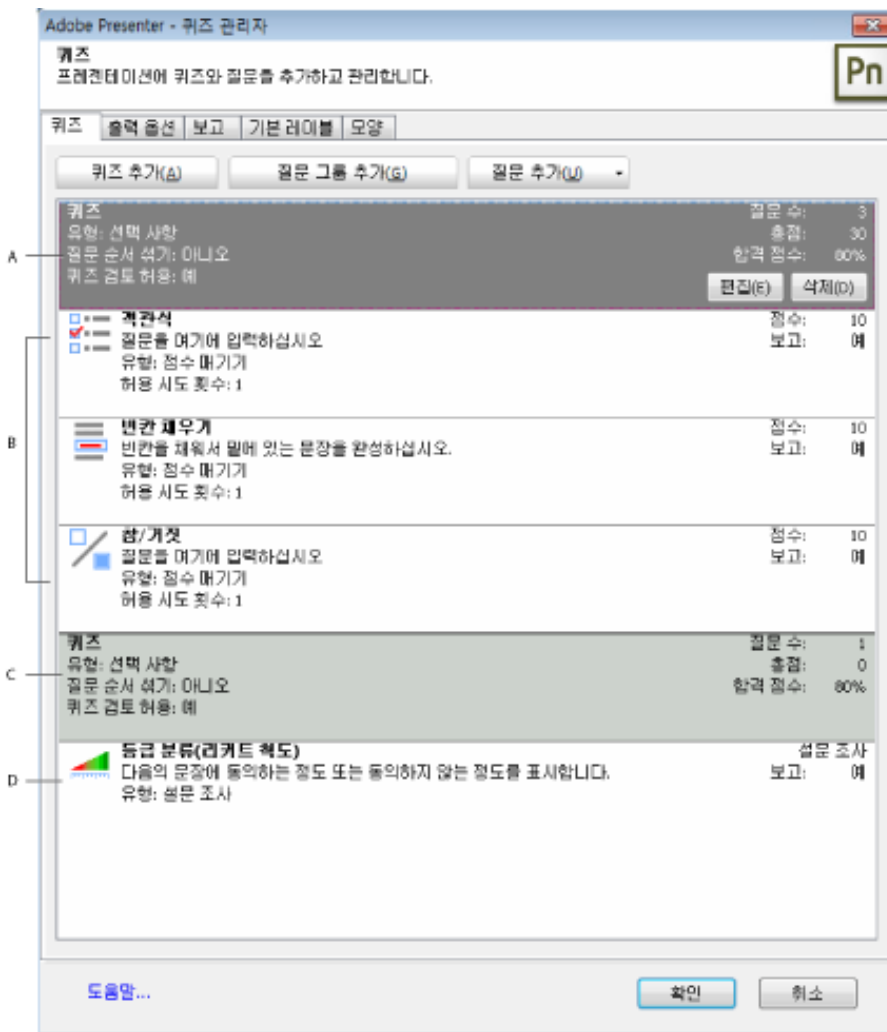 Adobe Presenter - 퀴즈 관리자
퀴즈
프레젠테이션에 퀴즈와 질문을 추가하고 관리합니다.
Pn
퀴즈 출력 옵션 보고 기본 레이블 모양
퀴즈 추가(A) 질문 그룹 추가(G) 질문 추가(U)
퀴즈 질문 수: 3
유형: 선택 사항 총점: 30
A 질문 순서 섞기: 아니오 합격 점수: 80%
퀴즈 검토 허용: 예 편집(E) 삭제(D)
객관식 점수: 10
질문을 여기에 입력하십시오 보고: 예
유형: 점수 매기기
허용 시도 횟수: 1
빈칸 채우기 점수: 10
B 빈칸을 채워서 밑에 있는 문장을 완성하십시오. 보고: 예
유형: 점수 매기기
허용 시도 횟수: 1
참/거짓 점수: 10
질문을 여기에 입력하십시오 보고: 예
유형: 점수 매기기
허용 시도 횟수: 1
퀴즈 질문 수: 1
유형: 선택 사항 총점: 0
C 질문 순서 섞기: 아니오 합격 점수: 80%
퀴즈 검토 허용: 예
등급 분류(리커트 척도) 설문 조사
D 다음의 문장에 동의하는 정도 또는 동의하지 않는 정도를 표시합니다. 보고: 예
유형: 설문 조사
도움말... 확인 취소